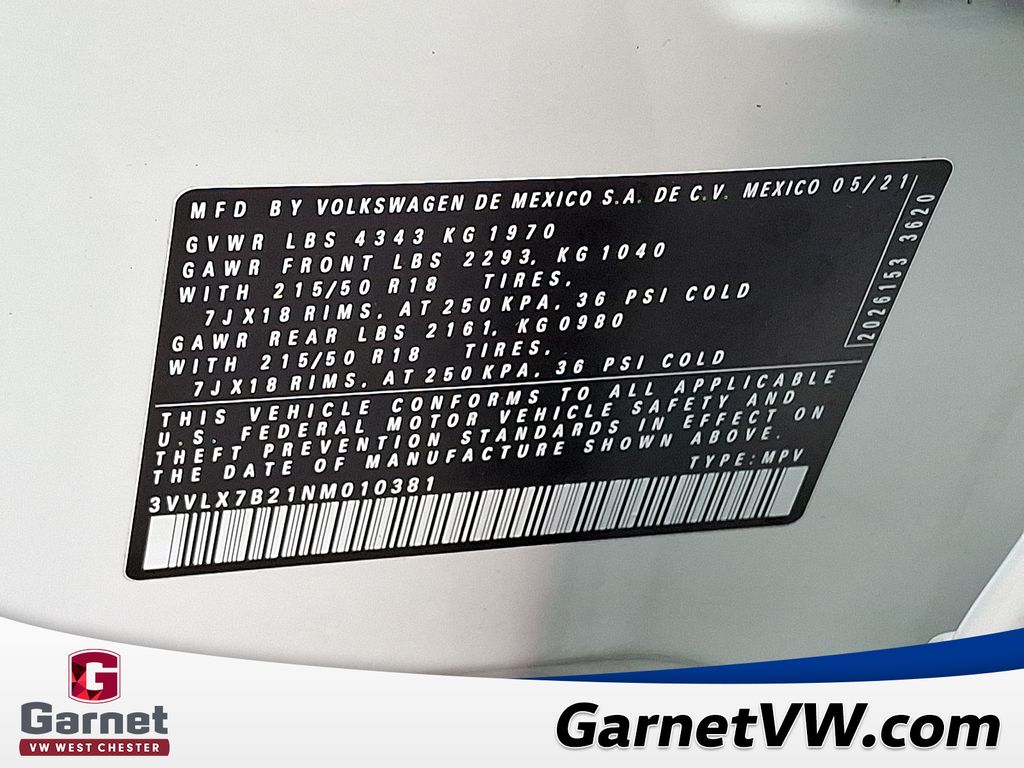 MFD BY VOLKSWAGEN DE MEXICO S.A. DE C.V. MEXICO 05/21
GVWR LBS 4343 KG 1970
GAWR FRONT LBS 2293, KG 1040
WITH 215/50 R18 TIRES,
7JX18 RIMS, AT 250KPA, 36 PSI COLD
GAWR REAR LBS 2161, KG 0980
WITH 215/50 R18 TIRES,
7JX18 RIMS, AT 250KPA, 36 PSI COLD
2026153 3620
THIS VEHICLE CONFORMS TO ALL APPLICABLE
U.S. FEDERAL MOTOR VEHICLE SAFETY AND
THEFT PREVENTION STANDARDS IN EFFECT ON
THE DATE OF MANUFACTURE SHOWN ABOVE.
TYPE: MPV
3VVLX7B21NM010381
G
Garnet
VW WEST CHESTER
GarnetVW.com